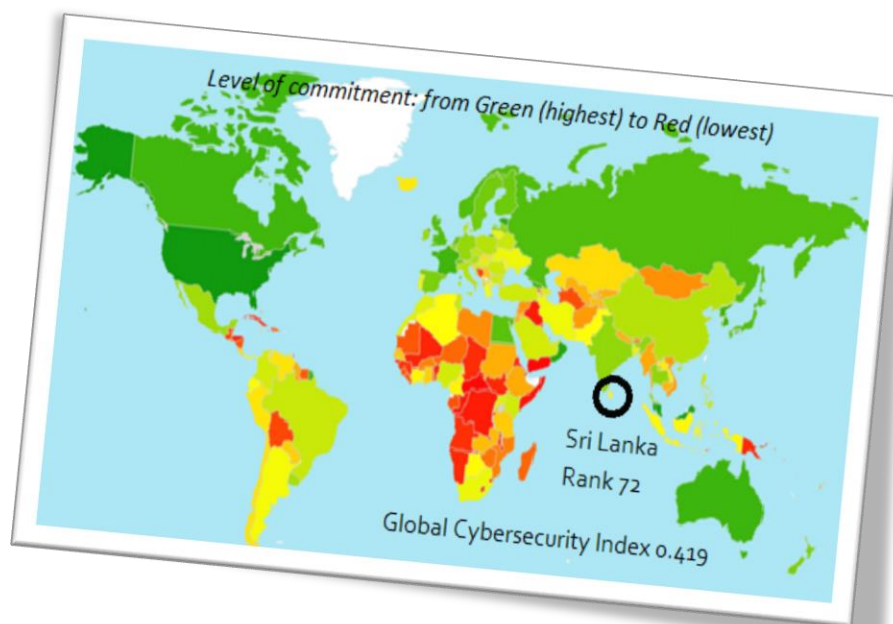 Level of commitment: from Green (highest) to Red (lowest)
Sri Lanka
Rank 72
Global Cybersecurity Index 0.419